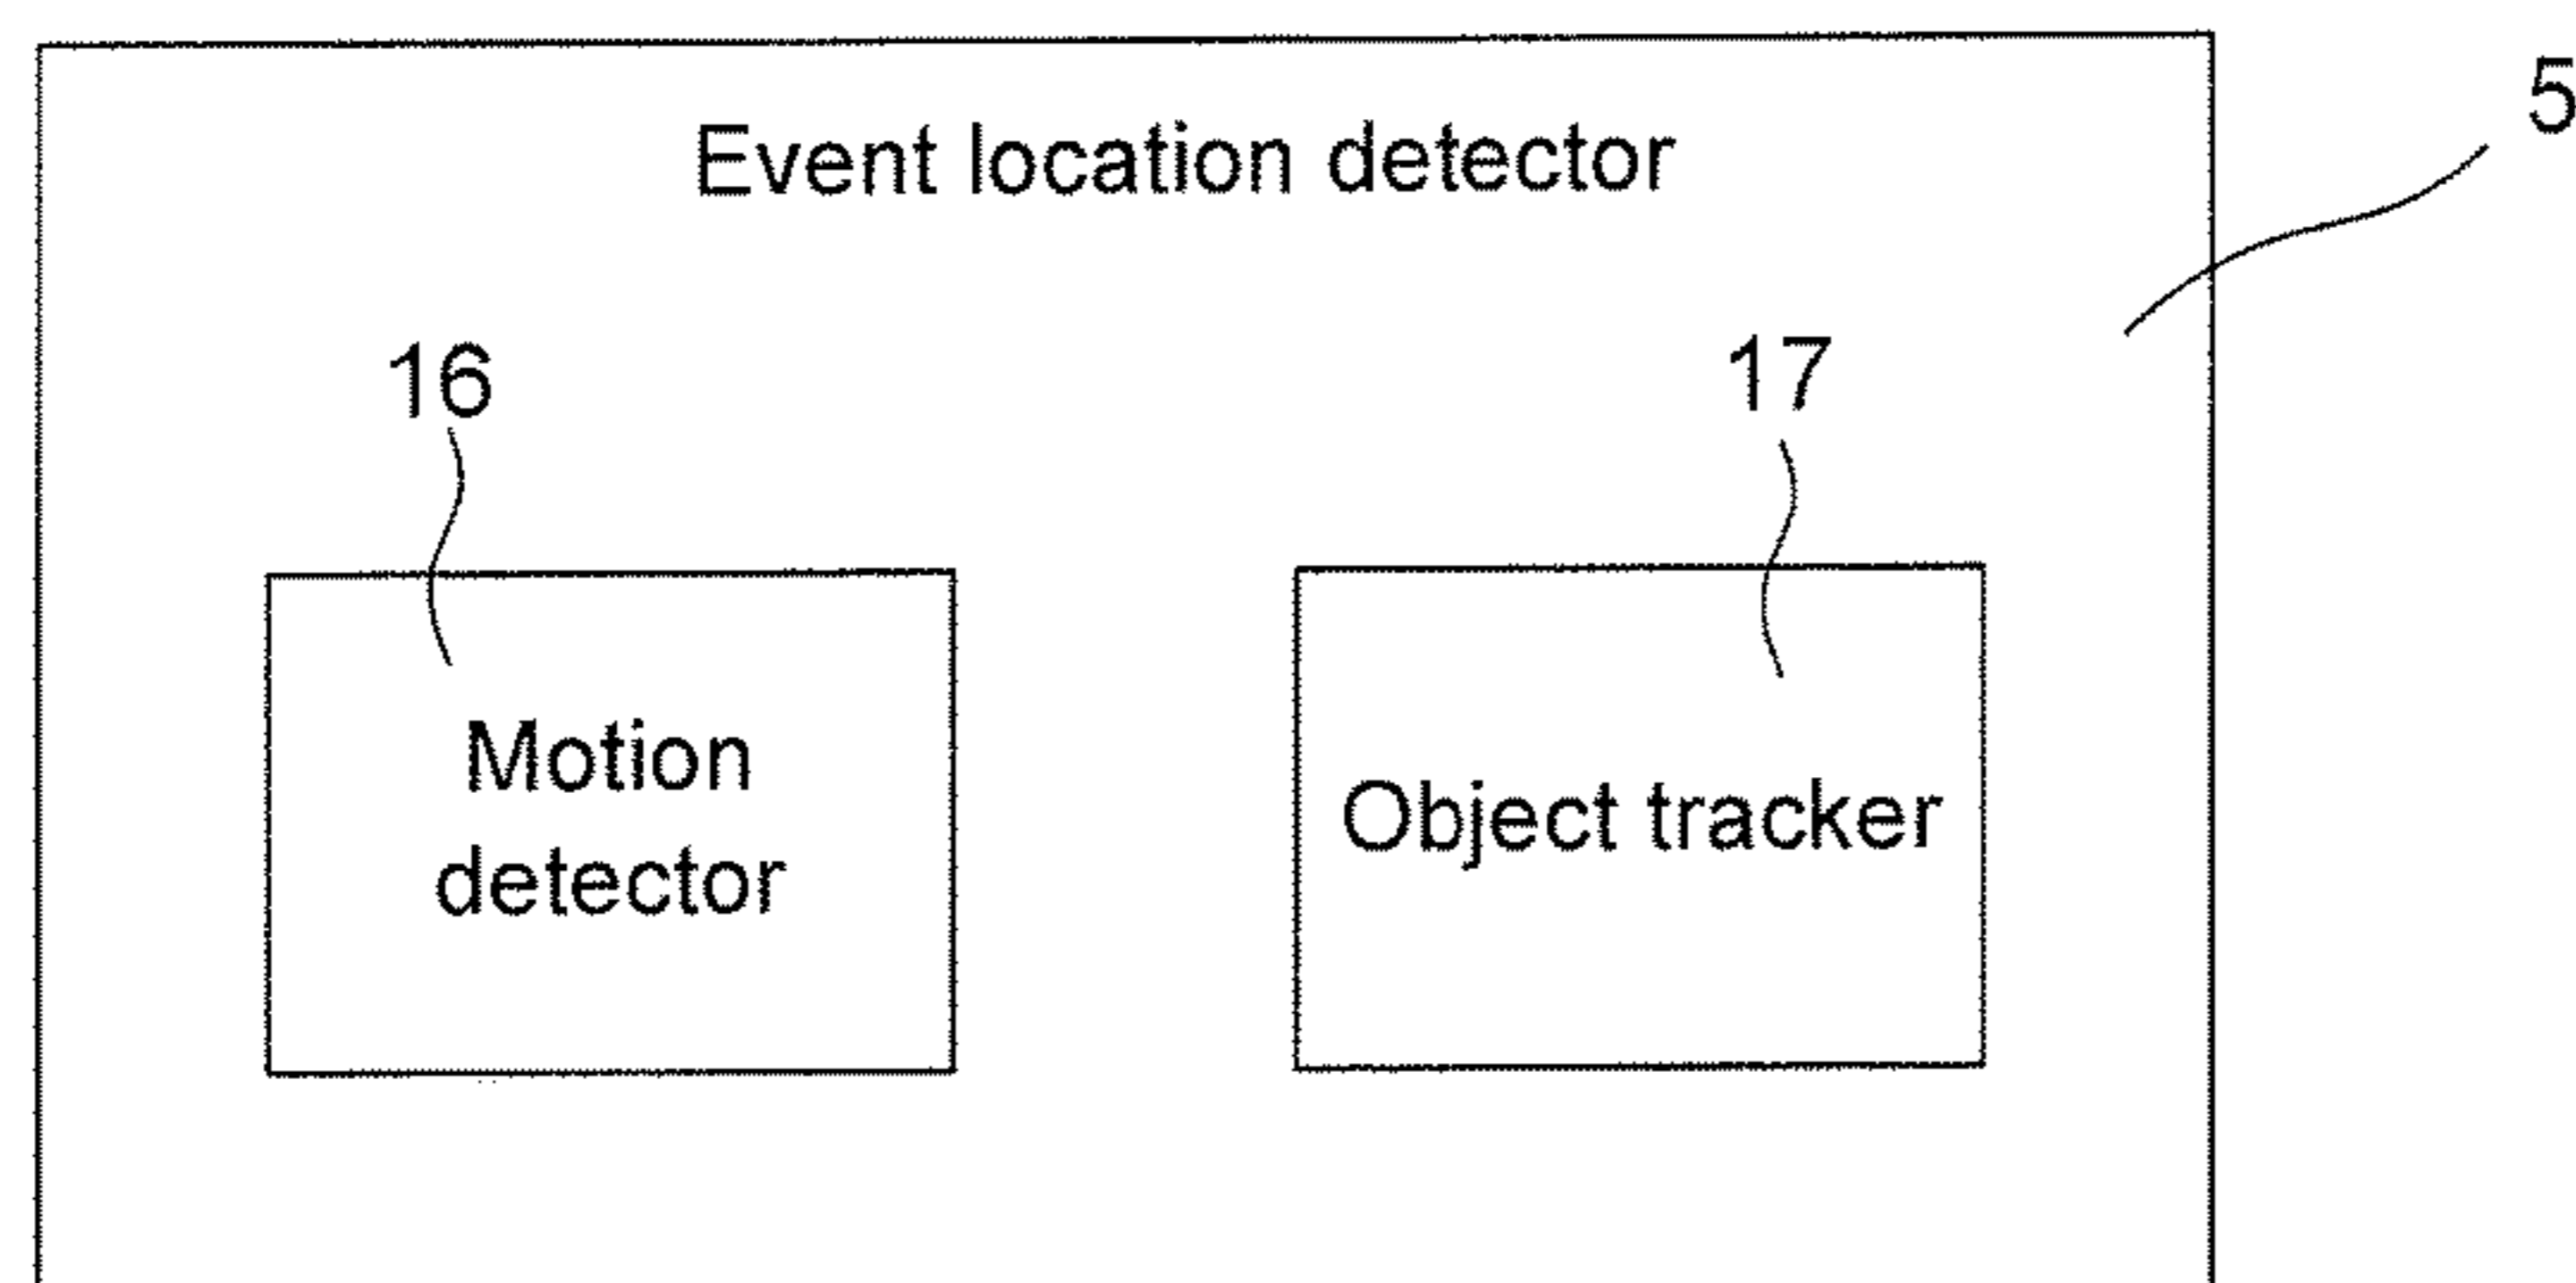 5
Event location detector
16
17
Motion
detector
Object tracker